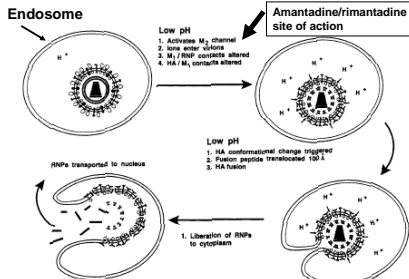 Endosome
Amantadine/rimantadine
site of action
Low pH
1. Activates M2 channel
2. Ions enter virions
3. M1 / RNP contacts altered
4. HA / M1 contacts altered
H+
H+
H+
H+
H+
H+
H+
Low pH
1. HA conformational change triggered
2. Fusion peptide translocated 100 Å
3. HA fusion
RNPs transported to nucleus
1. Liberation of RNPs
to cytoplasm
H+
H+
H+
H+
H+